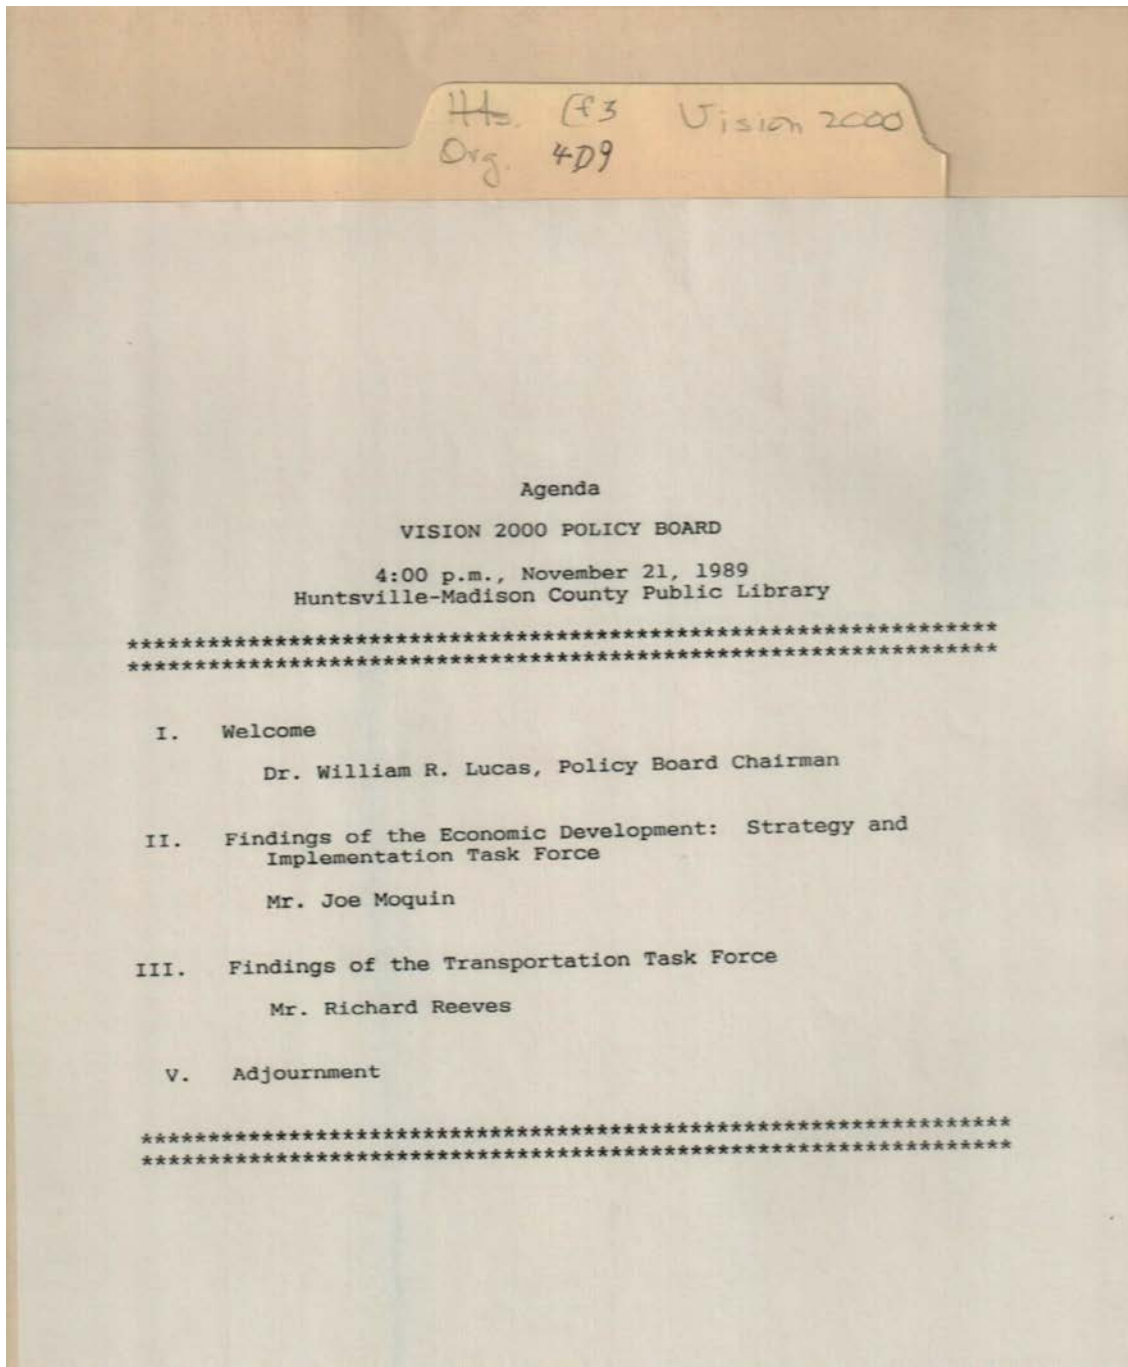 Hts. Cf3 Vision 2000
Org. 4D9
Agenda
VISION 2000 POLICY BOARD
4:00 p.m., November 21, 1989
Huntsville-Madison County Public Library
*****************************************************************
*****************************************************************
I. Welcome
Dr. William R. Lucas, Policy Board Chairman
II. Findings of the Economic Development: Strategy and
Implementation Task Force
Mr. Joe Moquin
III. Findings of the Transportation Task Force
Mr. Richard Reeves
V. Adjournment
*****************************************************************
*****************************************************************